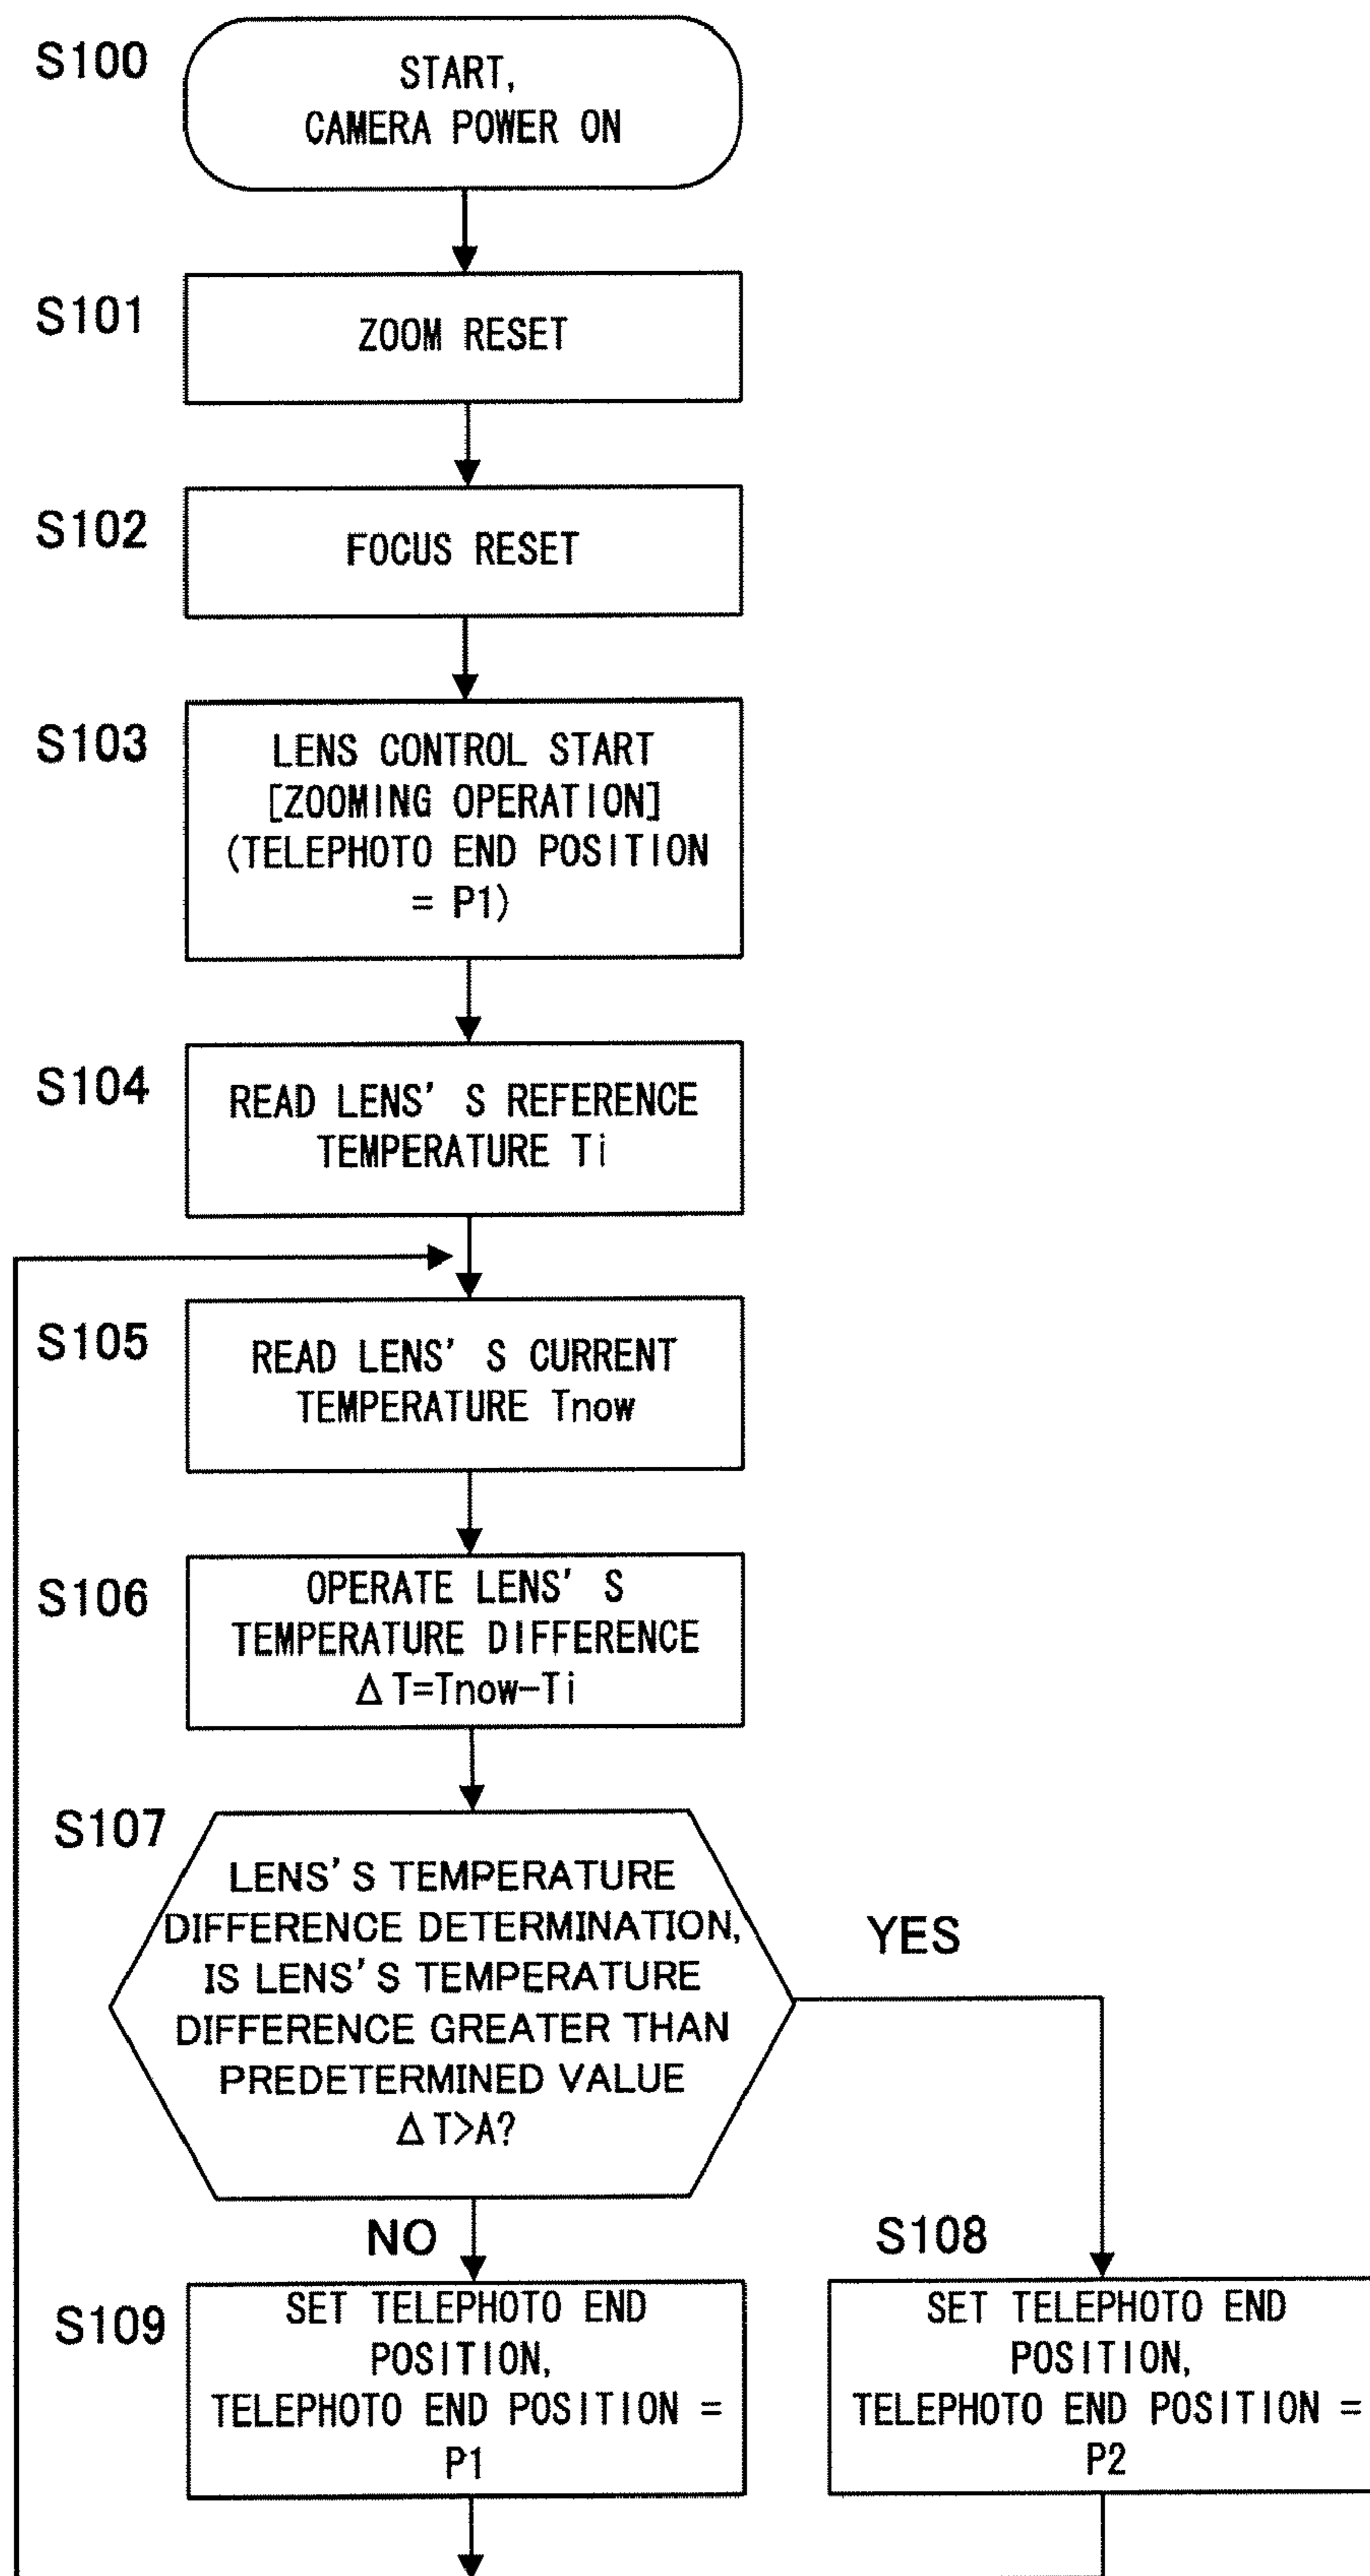 S100
START,
CAMERA POWER ON
S101
ZOOM RESET
S102
FOCUS RESET
S103
LENS CONTROL START
[ZOOMING OPERATION]
(TELEPHOTO END POSITION
= P1)
S104
READ LENS'S REFERENCE
TEMPERATURE Ti
S105
READ LENS'S CURRENT
TEMPERATURE Tnow
S106
OPERATE LENS'S
TEMPERATURE DIFFERENCE
ΔT=Tnow-Ti
S107
LENS'S TEMPERATURE
DIFFERENCE DETERMINATION,
IS LENS'S TEMPERATURE
DIFFERENCE GREATER THAN
PREDETERMINED VALUE
ΔT>A?
YES
NO
S108
SET TELEPHOTO END
POSITION,
TELEPHOTO END POSITION =
P2
S109
SET TELEPHOTO END
POSITION,
TELEPHOTO END POSITION =
P1